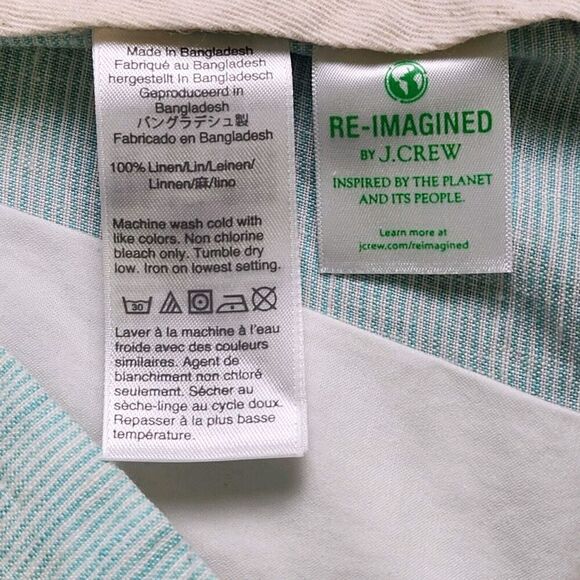 Made In Bangladesh
Fabriqué au Bangladesh
hergestellt In Bangladesch
Geproduceerd in
Bangladesh
バングラデシュ製
Fabricado en Bangladesh
100% Linen/Lin/Leinen/
Linnen/麻/lino
Machine wash cold with
like colors. Non chlorine
bleach only. Tumble dry
low. Iron on lowest setting.
30
Laver à la machine à l'eau
froide avec des couleurs
similaires. Agent de
blanchiment non chloré
seulement. Sécher au
sèche-linge au cycle doux.
Repasser à la plus basse
température.
RE-IMAGINED
BY J.CREW
INSPIRED BY THE PLANET
AND ITS PEOPLE.
Learn more at
jcrew.com/reimagined